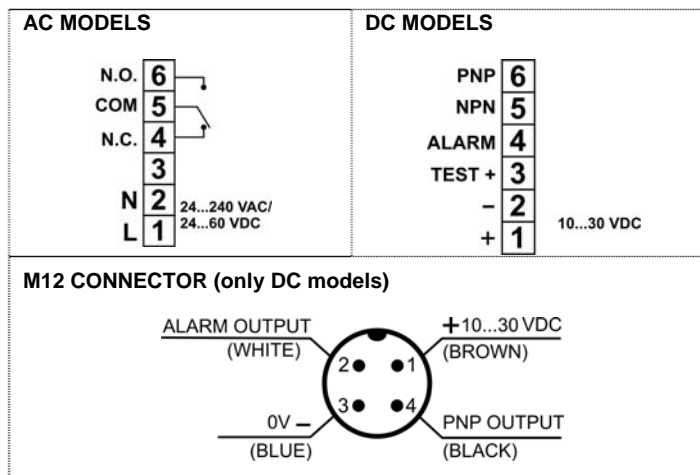 AC MODELS
N.O. 6
COM 5
N.C. 4
3
N 2 24...240 VAC/
L 1 24...60 VDC
DC MODELS
PNP 6
NPN 5
ALARM 4
TEST + 3
– 2
+ 1 10...30 VDC
M12 CONNECTOR (only DC models)
ALARM OUTPUT
(WHITE)
+10...30 VDC
(BROWN)
2 1
3 4
0V –
(BLUE)
PNP OUTPUT
(BLACK)